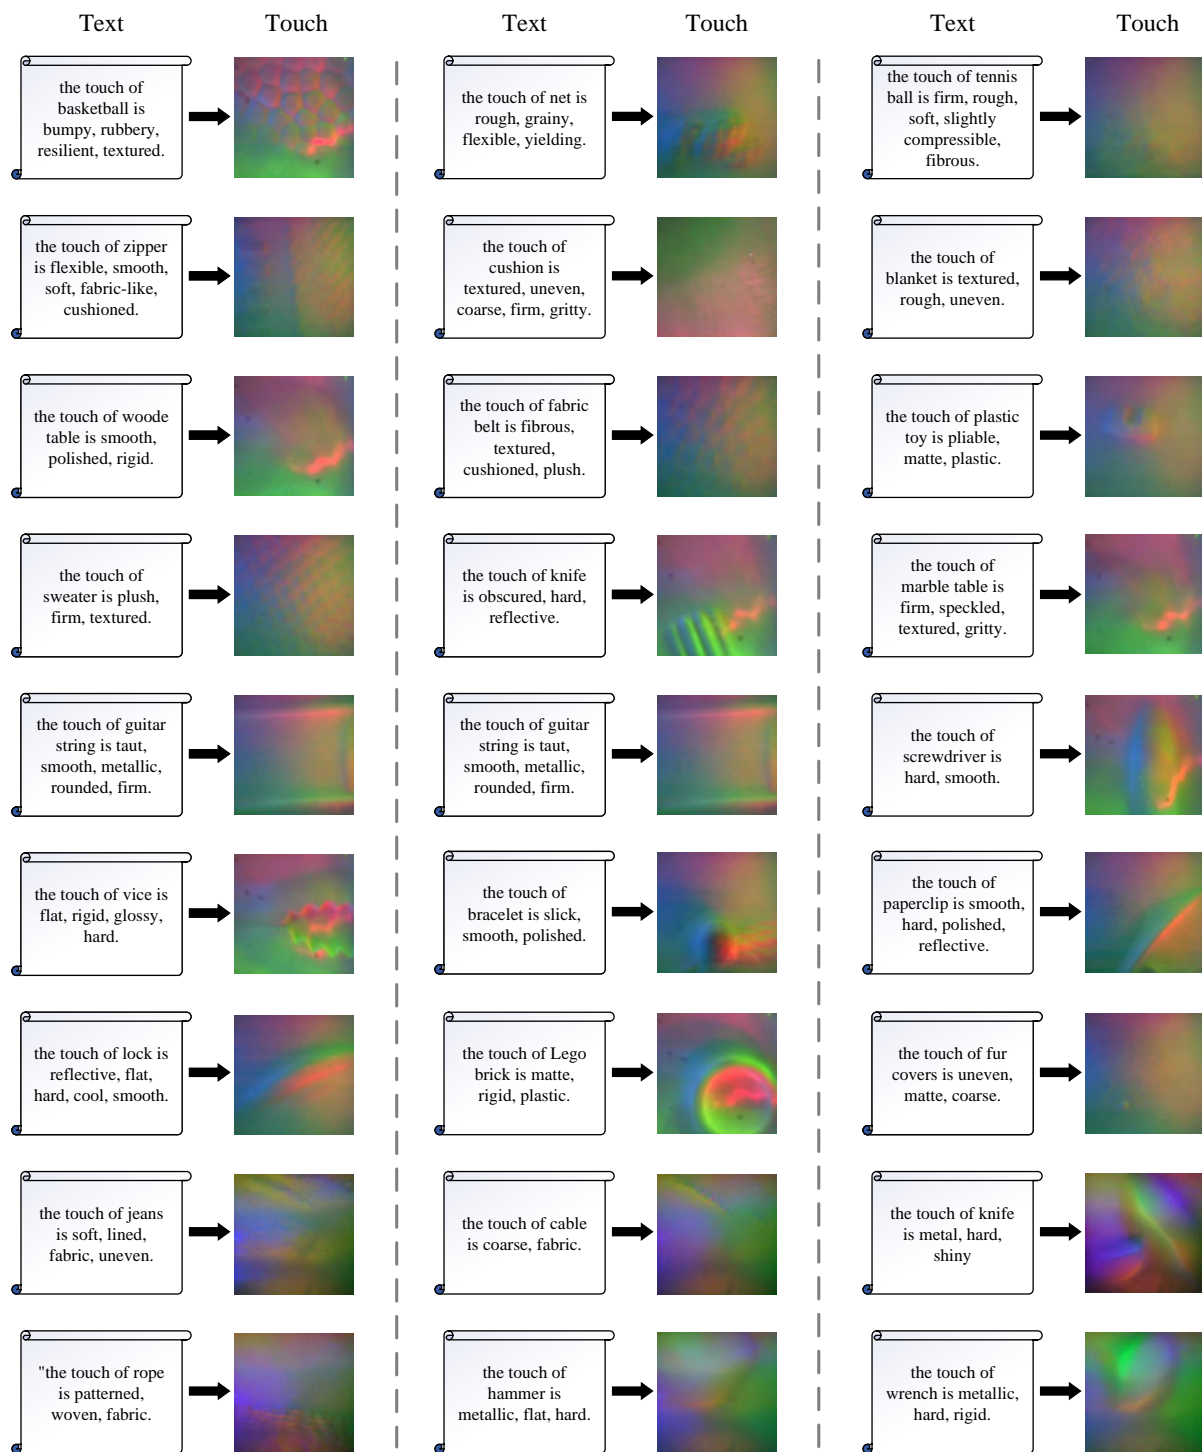 Text
Touch
Text
Touch
Text
Touch
the touch of
basketball is
bumpy, rubbery,
resilient, textured.
the touch of net is
rough, grainy,
flexible, yielding.
the touch of tennis
ball is firm, rough,
soft, slightly
compressible,
fibrous.
the touch of zipper
is flexible, smooth,
soft, fabric-like,
cushioned.
the touch of
cushion is
textured, uneven,
coarse, firm, gritty.
the touch of
blanket is textured,
rough, uneven.
the touch of woode
table is smooth,
polished, rigid.
the touch of fabric
belt is fibrous,
textured,
cushioned, plush.
the touch of plastic
toy is pliable,
matte, plastic.
the touch of
sweater is plush,
firm, textured.
the touch of knife
is obscured, hard,
reflective.
the touch of
marble table is
firm, speckled,
textured, gritty.
the touch of guitar
string is taut,
smooth, metallic,
rounded, firm.
the touch of guitar
string is taut,
smooth, metallic,
rounded, firm.
the touch of
screwdriver is
hard, smooth.
the touch of vice is
flat, rigid, glossy,
hard.
the touch of
bracelet is slick,
smooth, polished.
the touch of
paperclip is smooth,
hard, polished,
reflective.
the touch of lock is
reflective, flat,
hard, cool, smooth.
the touch of Lego
brick is matte,
rigid, plastic.
the touch of fur
covers is uneven,
matte, coarse.
the touch of jeans
is soft, lined,
fabric, uneven.
the touch of cable
is coarse, fabric.
the touch of knife
is metal, hard,
shiny
"the touch of rope
is patterned,
woven, fabric.
the touch of
hammer is
metallic, flat, hard.
the touch of
wrench is metallic,
hard, rigid.